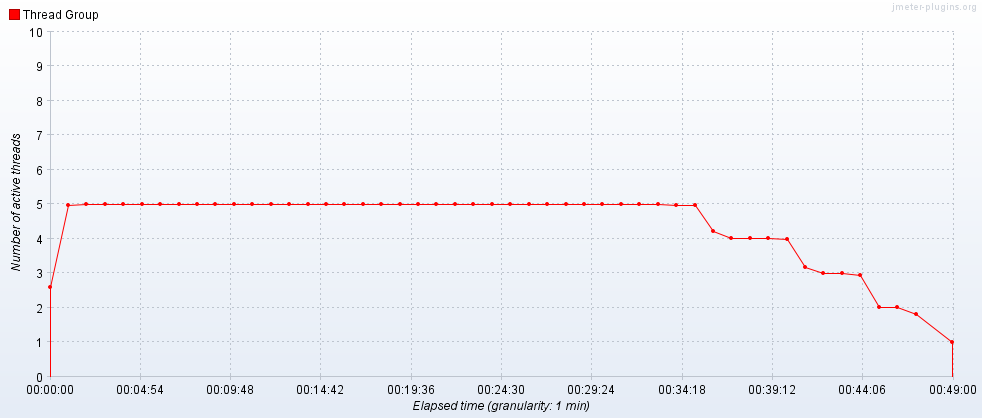 jmeter-plugins.org
Thread Group
10
9
8
7
6
5
4
3
2
1
0
Number of active threads
00:00:00 00:04:54 00:09:48 00:14:42 00:19:36 00:24:30 00:29:24 00:34:18 00:39:12 00:44:06 00:49:00
Elapsed time (granularity: 1 min)